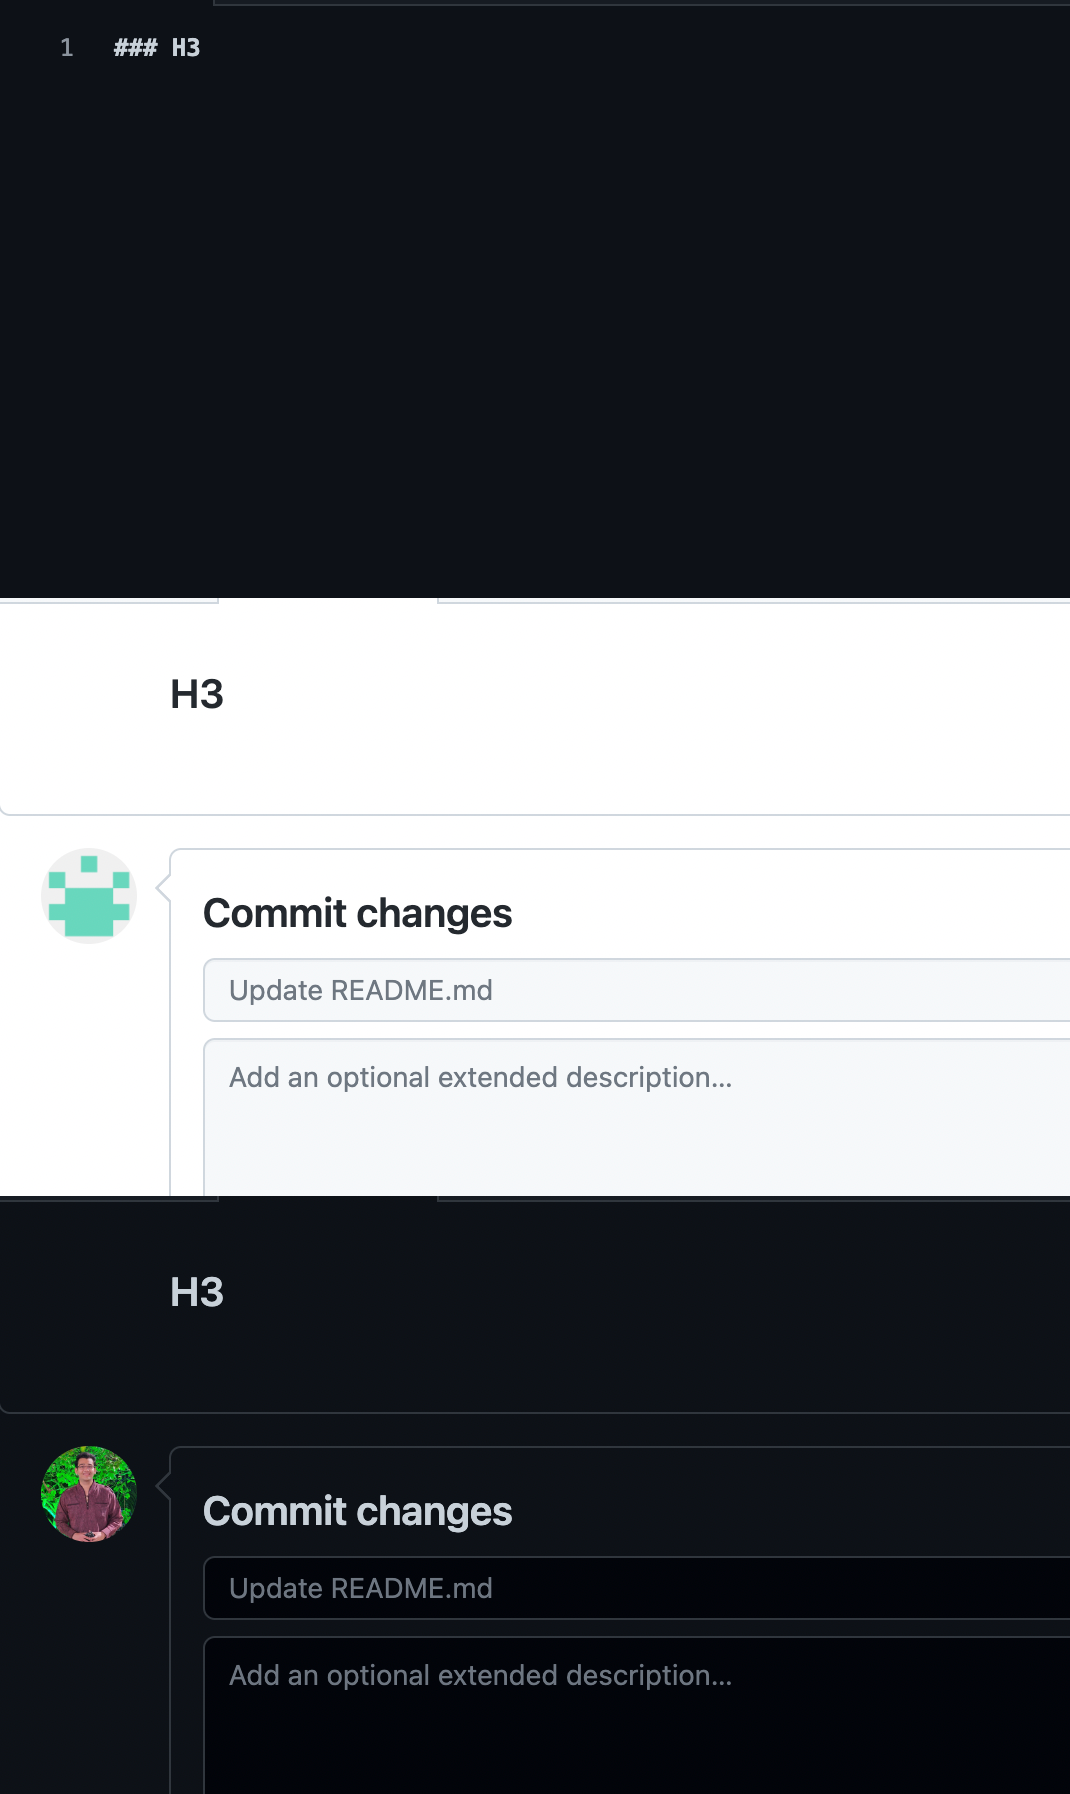 1 ### H3
H3
Commit changes
Update README.md
Add an optional extended description...
H3
Commit changes
Update README.md
Add an optional extended description...